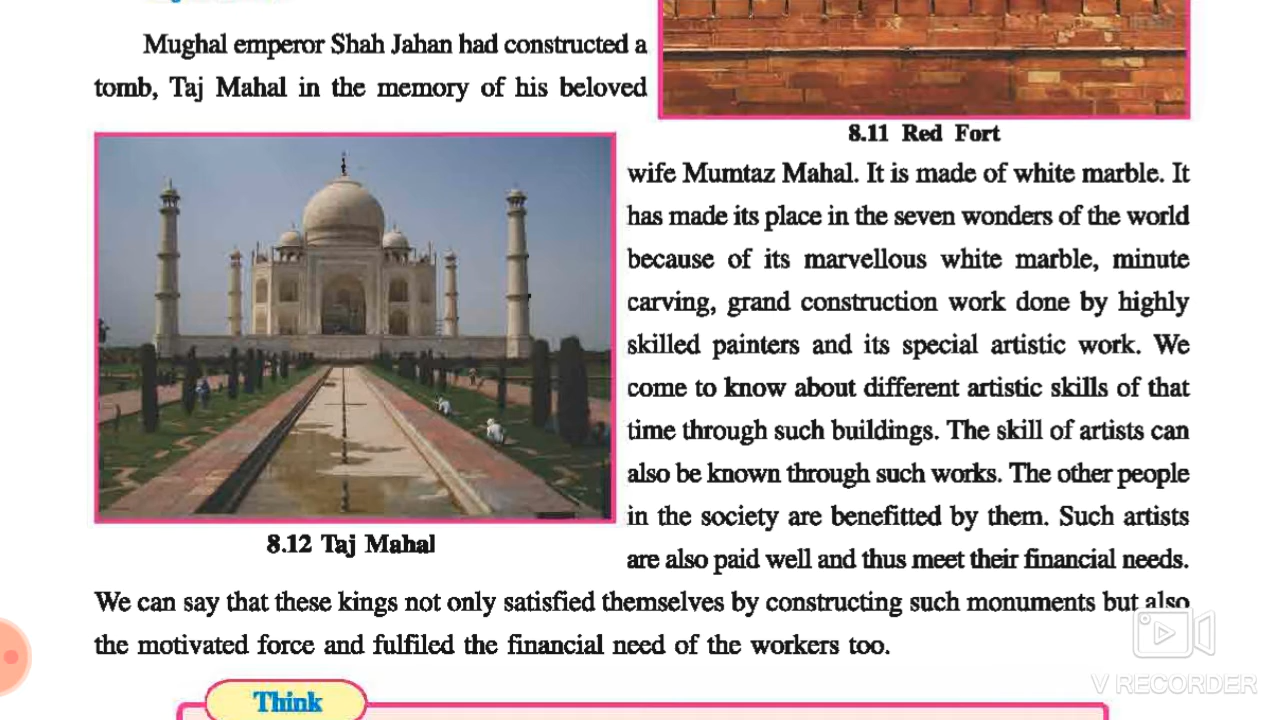 Mughal emperor Shah Jahan had constructed a
tomb, Taj Mahal in the memory of his beloved
8.11 Red Fort
wife Mumtaz Mahal. It is made of white marble. It
has made its place in the seven wonders of the world
because of its marvellous white marble, minute
carving, grand construction work done by highly
skilled painters and its special artistic work. We
come to know about different artistic skills of that
time through such buildings. The skill of artists can
also be known through such works. The other people
in the society are benefitted by them. Such artists
are also paid well and thus meet their financial needs.
8.12 Taj Mahal
We can say that these kings not only satisfied themselves by constructing such monuments but also
the motivated force and fulfiled the financial need of the workers too.
Think
V RECORDER